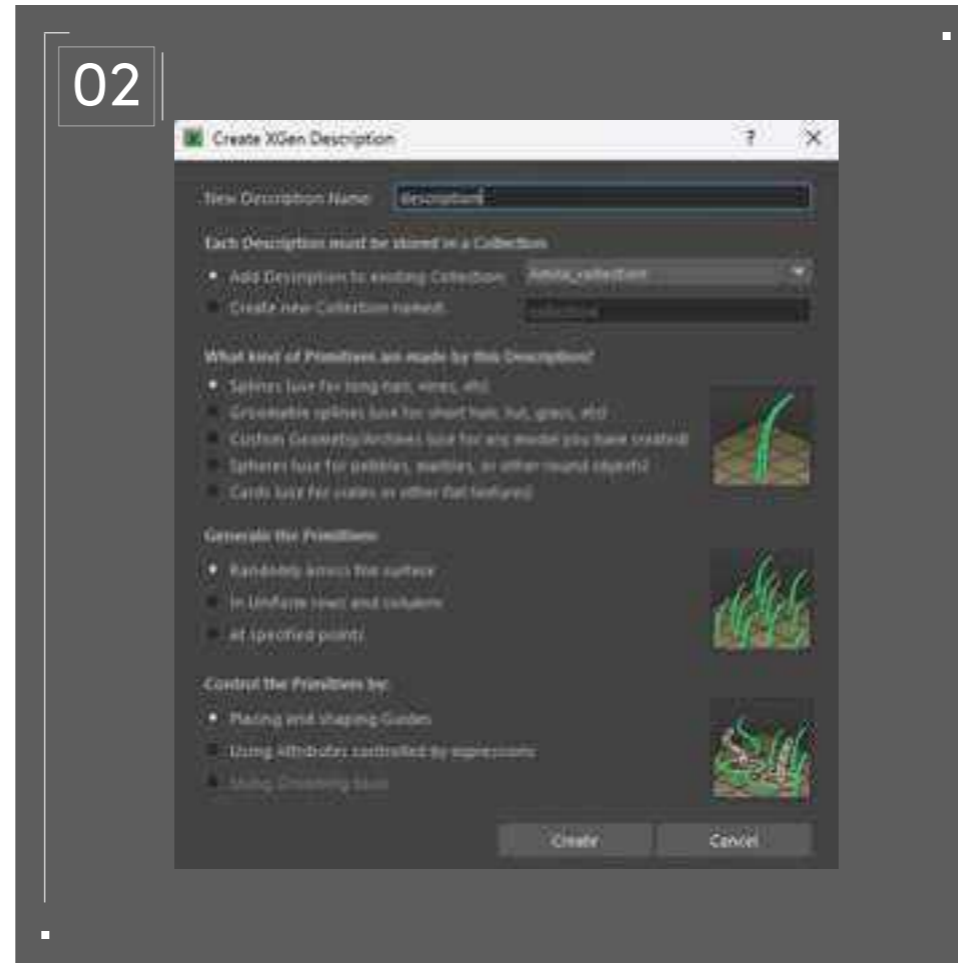 02
Create XGen Description
New Description Name description
Each Description must be stored in a Collection
Add Description to existing Collection:
Create new Collection named: collection
What kind of Primitives are made by this Description?
Splines (use for long hair, vines, etc)
Groomable splines (use for short hair, fur, grass, etc)
Custom Geometry/Archives (use for any model you have created)
Spheres (use for pebbles, marbles, or other round objects)
Cards (use for scales or other flat textures)
Generate the Primitives:
Randomly across the surface
In Uniform rows and columns
At specified points
Control the Primitives by:
Placing and shaping Guides
Using Attributes controlled by expressions
Using Grooming tools
Create Cancel